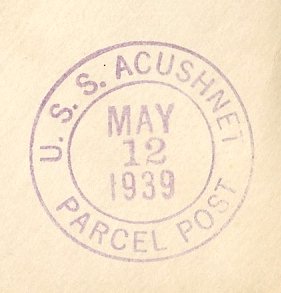 U. S. S. ACUSHNET
MAY
12
1939
PARCEL POST